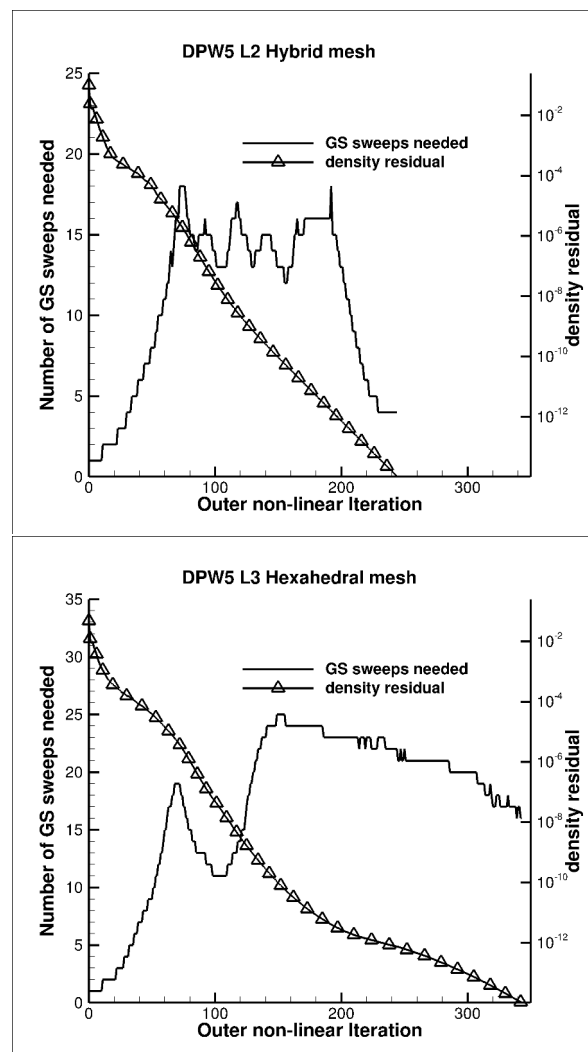 DPW5 L2 Hybrid mesh
25
20
15
10
5
0
Number of GS sweeps needed
GS sweeps needed
density residual
10-2
10-4
10-6
10-8
10-10
10-12
density residual
0 100 200 300
Outer non-linear Iteration
DPW5 L3 Hexahedral mesh
35
30
25
20
15
10
5
0
Number of GS sweeps needed
GS sweeps needed
density residual
10-2
10-4
10-6
10-8
10-10
10-12
density residual
0 100 200 300
Outer non-linear Iteration